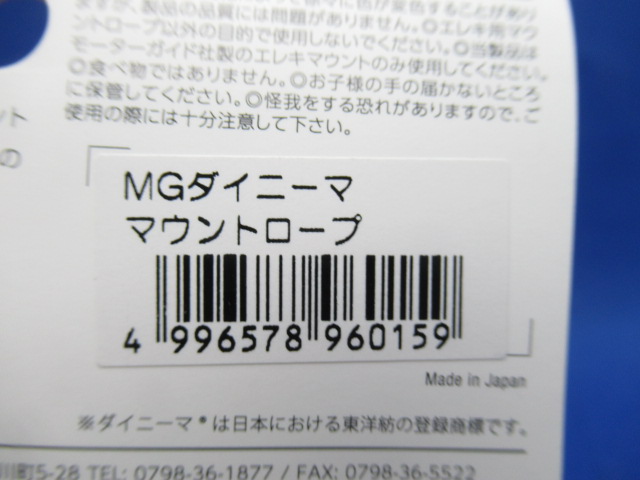 ますが、製品の品質には問題がありません。◎エレキ用マウ
ントロープ以外の目的で使用しないでください。◎当製品は
モーターガイド社製のエレキマウントのみ使用してください。
◎食べ物ではありません。◎お子様の手の届かないところ
に保管してください。◎怪我をする恐れがありますので、ご
使用の際には十分注意して下さい。
ント
の
MGダイニーマ
マウントロープ
4 996578 960159
Made in Japan
※ダイニーマ®は日本における東洋紡の登録商標です。
川町5-28 TEL: 0798-36-1877 / FAX: 0798-36-5522